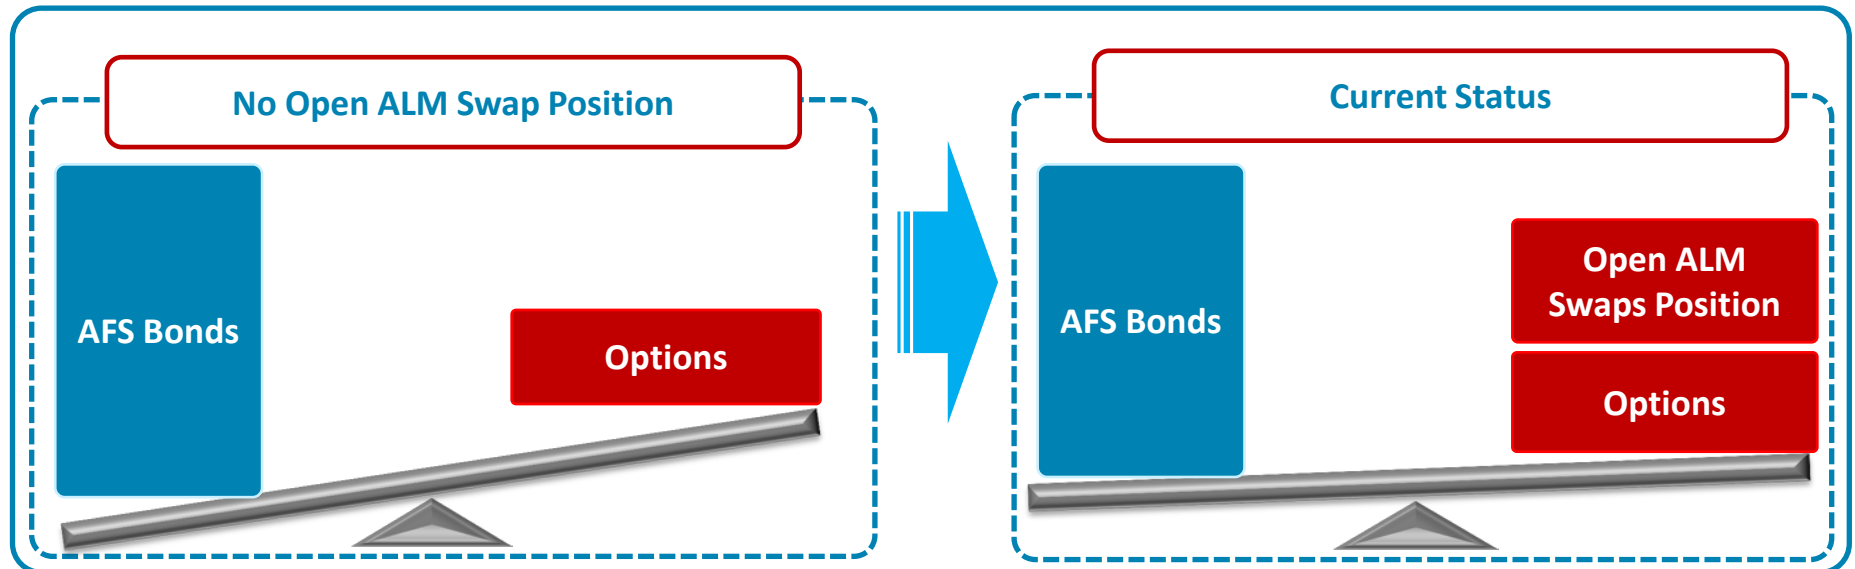 No Open ALM Swap Position
AFS Bonds
Options
Current Status
AFS Bonds
Open ALM
Swaps Position
Options